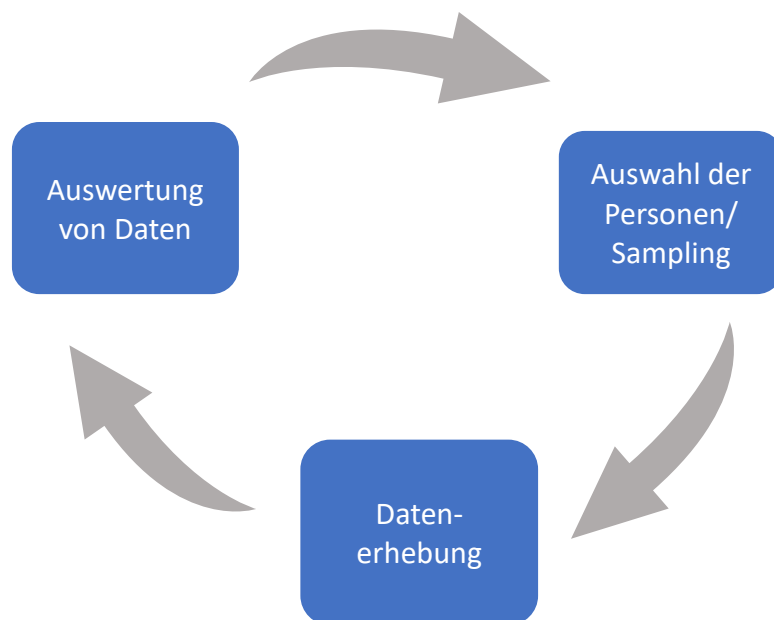 Auswertung
von Daten
Auswahl der
Personen/
Sampling
Daten-
erhebung